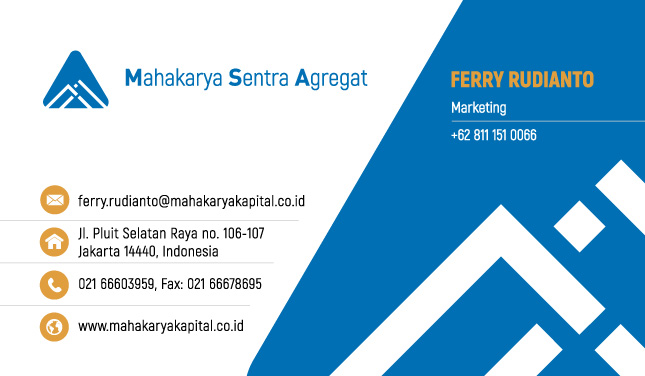 Mahakarya Sentra Agregat
FERRY RUDIANTO
Marketing
+62 811 151 0066
ferry.rudianto@mahakaryakapital.co.id
Jl. Pluit Selatan Raya no. 106-107
Jakarta 14440, Indonesia
021 66603959, Fax: 021 66678695
www.mahakaryakapital.co.id